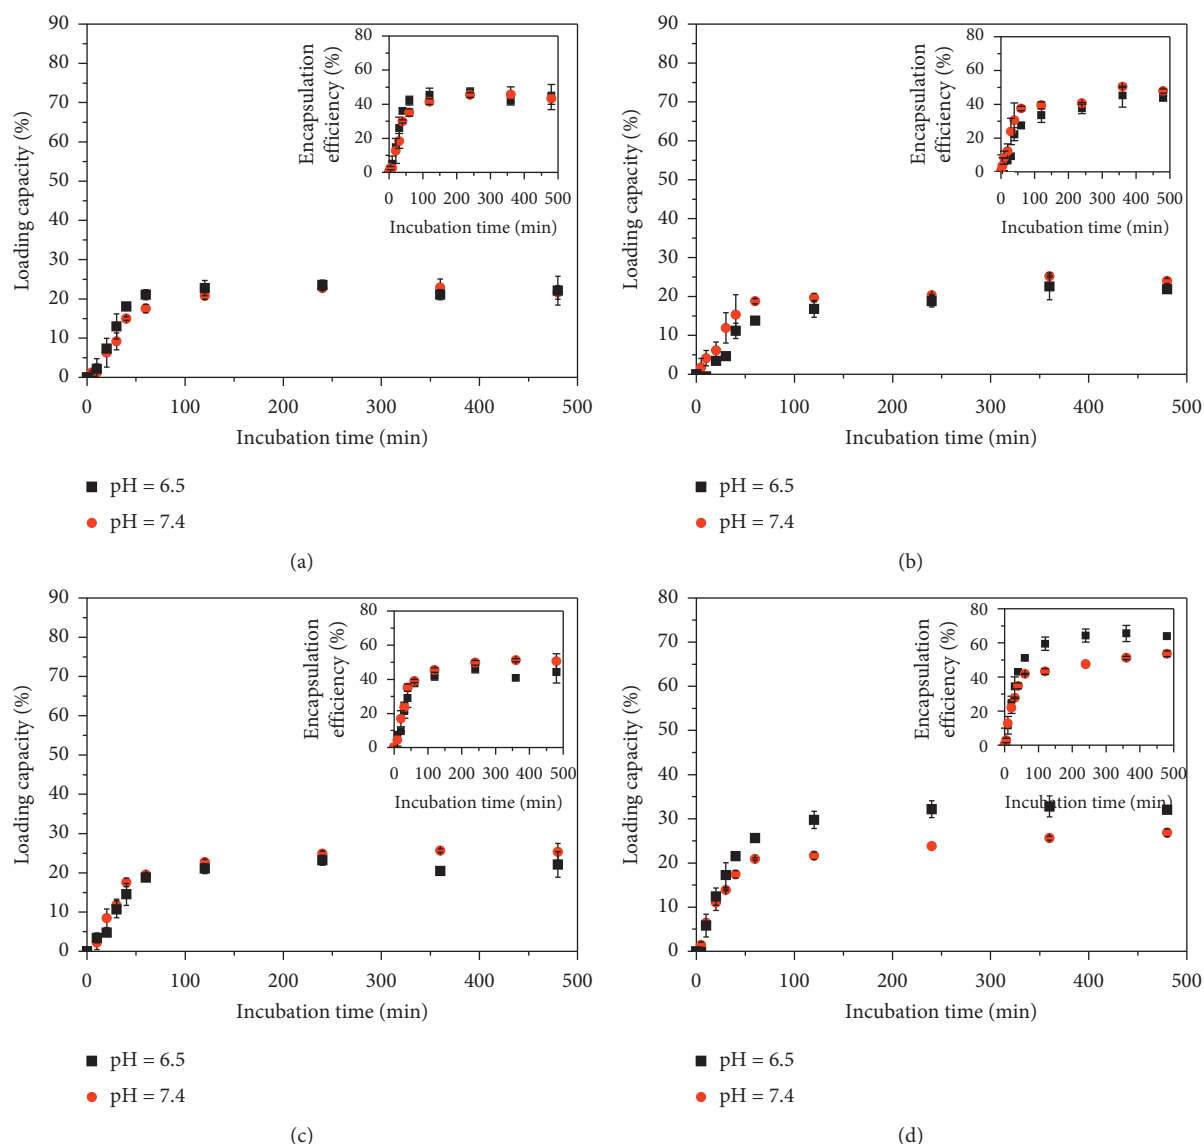 90
80
70
60
50
40
30
20
10
0
Loading capacity (%)
0 100 200 300 400 500
Incubation time (min)
80
60
40
20
0
Encapsulation
efficiency (%)
0 100 200 300 400 500
Incubation time (min)
pH = 6.5
pH = 7.4
(a)
90
80
70
60
50
40
30
20
10
0
Loading capacity (%)
0 100 200 300 400 500
Incubation time (min)
80
60
40
20
0
Encapsulation
efficiency (%)
0 100 200 300 400 500
Incubation time (min)
pH = 6.5
pH = 7.4
(b)
90
80
70
60
50
40
30
20
10
0
Loading capacity (%)
0 100 200 300 400 500
Incubation time (min)
80
60
40
20
0
Encapsulation
efficiency (%)
0 100 200 300 400 500
Incubation time (min)
pH = 6.5
pH = 7.4
(c)
80
70
60
50
40
30
20
10
0
Loading capacity (%)
0 100 200 300 400 500
Incubation time (min)
80
60
40
20
0
Encapsulation
efficiency (%)
0 100 200 300 400 500
Incubation time (min)
pH = 6.5
pH = 7.4
(d)